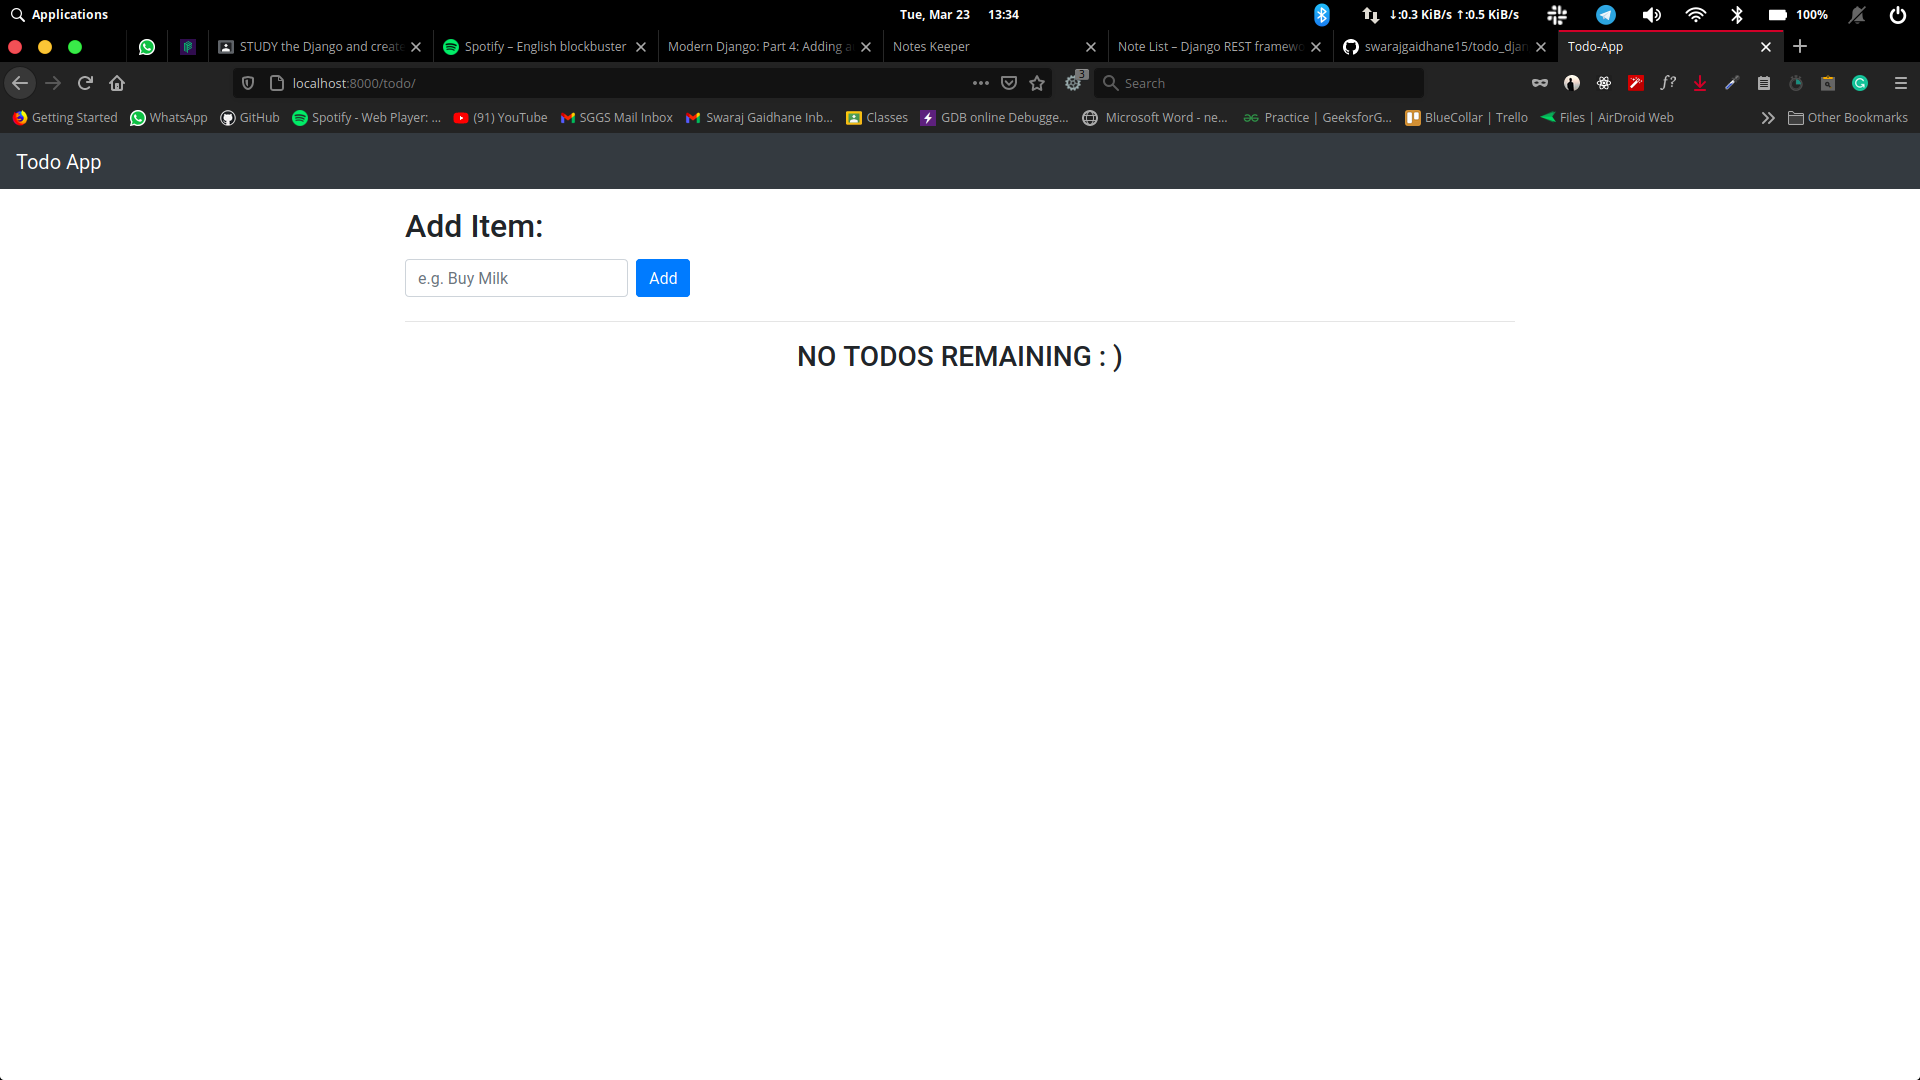 Applications Tue, Mar 23 13:34 ↓:0.3 KiB/s ↑:0.5 KiB/s 100%
STUDY the Django and create Spotify – English blockbuster Modern Django: Part 4: Adding a Notes Keeper Note List – Django REST framewo swarajgaidhane15/todo_djan Todo-App
localhost:8000/todo/ 3 Search f?
Getting Started WhatsApp GitHub Spotify - Web Player: ... (91) YouTube SGGS Mail Inbox Swaraj Gaidhane Inb... Classes GDB online Debugge... Microsoft Word - ne... Practice | GeeksforG... BlueCollar | Trello Files | AirDroid Web Other Bookmarks
Todo App
Add Item:
e.g. Buy Milk Add
NO TODOS REMAINING : )